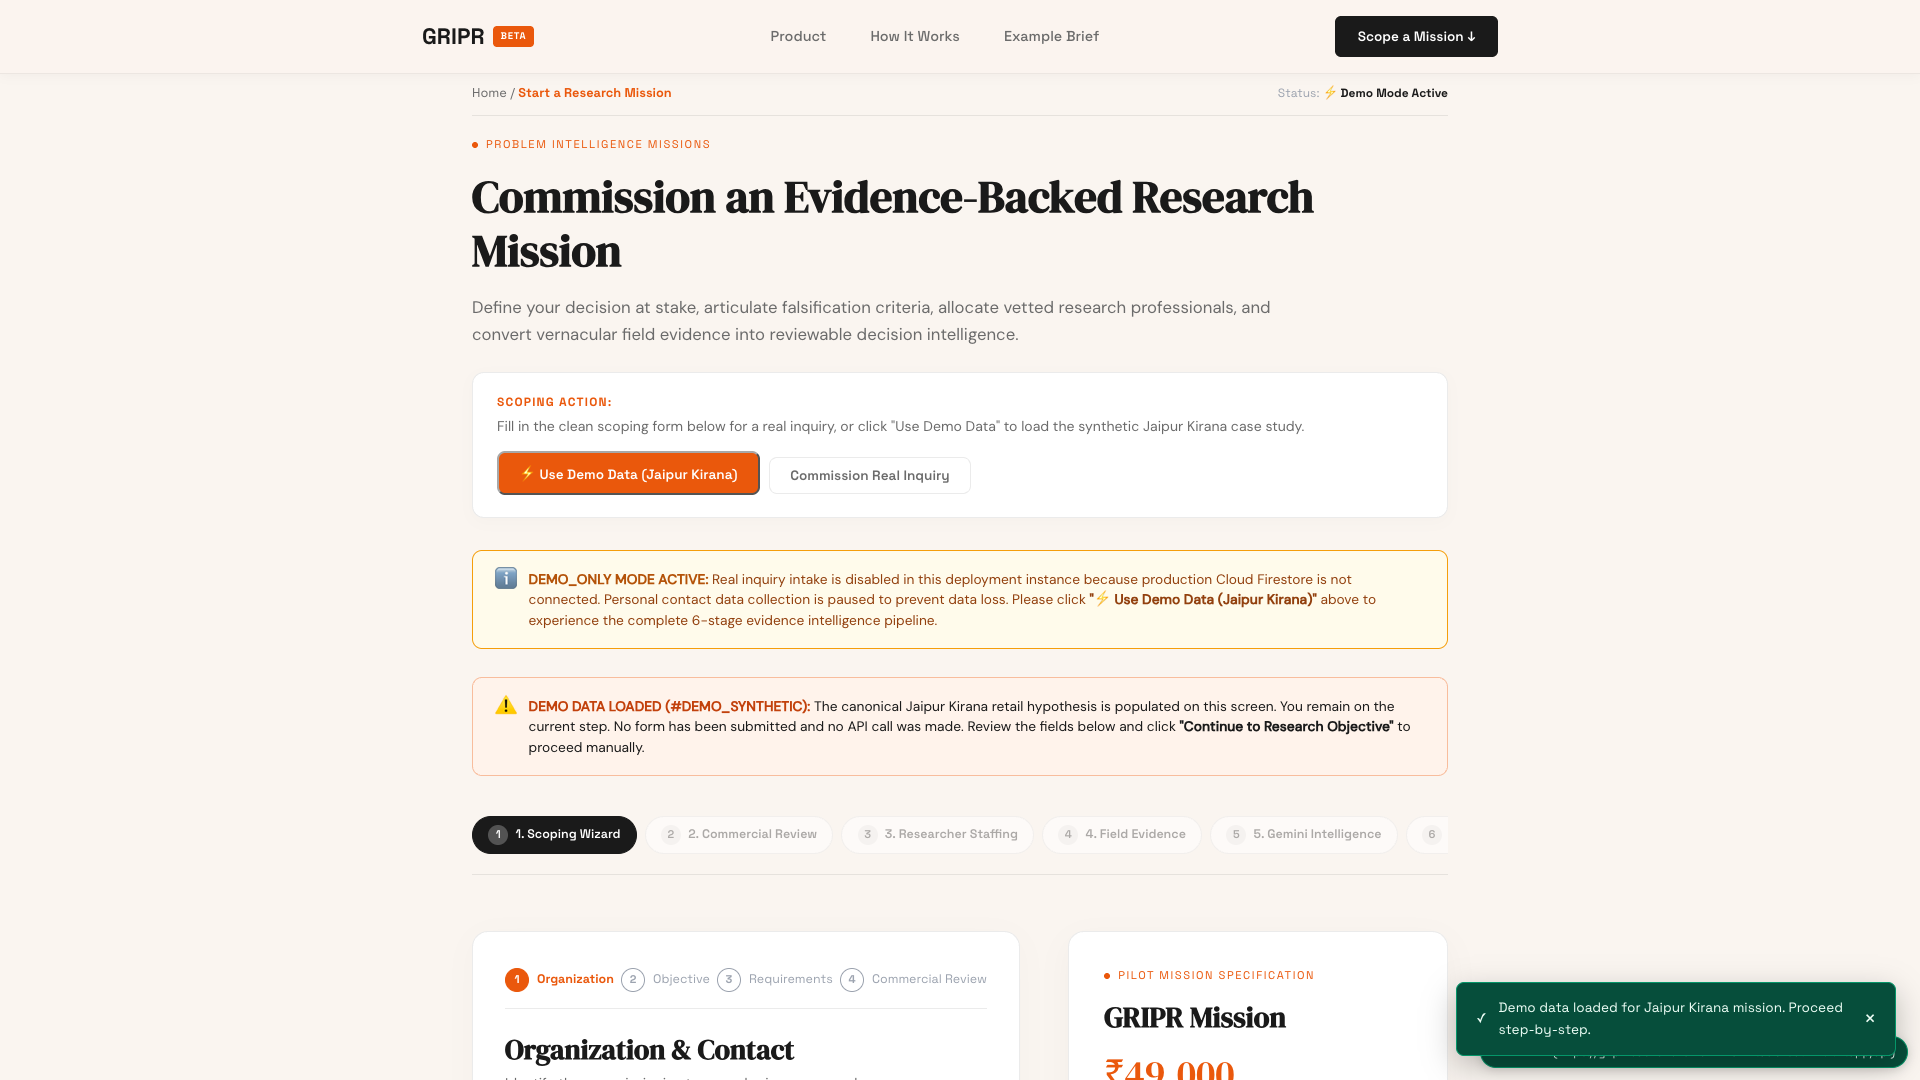 GRIPR BETA
Product
How It Works
Example Brief
Scope a Mission ↓
Home / Start a Research Mission
Status: ⚡ Demo Mode Active
PROBLEM INTELLIGENCE MISSIONS
Commission an Evidence-Backed Research
Mission
Define your decision at stake, articulate falsification criteria, allocate vetted research professionals, and
convert vernacular field evidence into reviewable decision intelligence.
SCOPING ACTION:
Fill in the clean scoping form below for a real inquiry, or click "Use Demo Data" to load the synthetic Jaipur Kirana case study.
⚡ Use Demo Data (Jaipur Kirana)
Commission Real Inquiry
DEMO_ONLY MODE ACTIVE: Real inquiry intake is disabled in this deployment instance because production Cloud Firestore is not
connected. Personal contact data collection is paused to prevent data loss. Please click "⚡ Use Demo Data (Jaipur Kirana)" above to
experience the complete 6-stage evidence intelligence pipeline.
DEMO DATA LOADED (#DEMO_SYNTHETIC): The canonical Jaipur Kirana retail hypothesis is populated on this screen. You remain on the
current step. No form has been submitted and no API call was made. Review the fields below and click "Continue to Research Objective" to
proceed manually.
1 1. Scoping Wizard
2 2. Commercial Review
3 3. Researcher Staffing
4 4. Field Evidence
5 5. Gemini Intelligence
6
1 Organization 2 Objective 3 Requirements 4 Commercial Review
Organization & Contact
PILOT MISSION SPECIFICATION
GRIPR Mission
₹49,000
✓ Demo data loaded for Jaipur Kirana mission. Proceed
step-by-step.
×